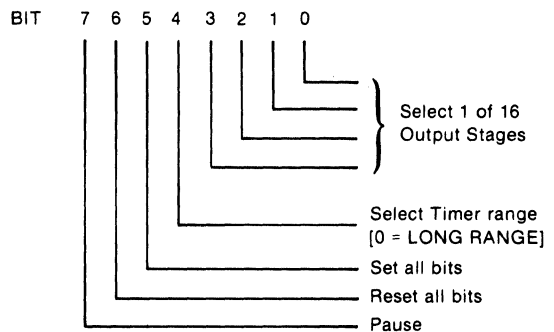 BIT 7 6 5 4 3 2 1 0
Select 1 of 16
Output Stages
Select Timer range
[0 = LONG RANGE]
Set all bits
Reset all bits
Pause